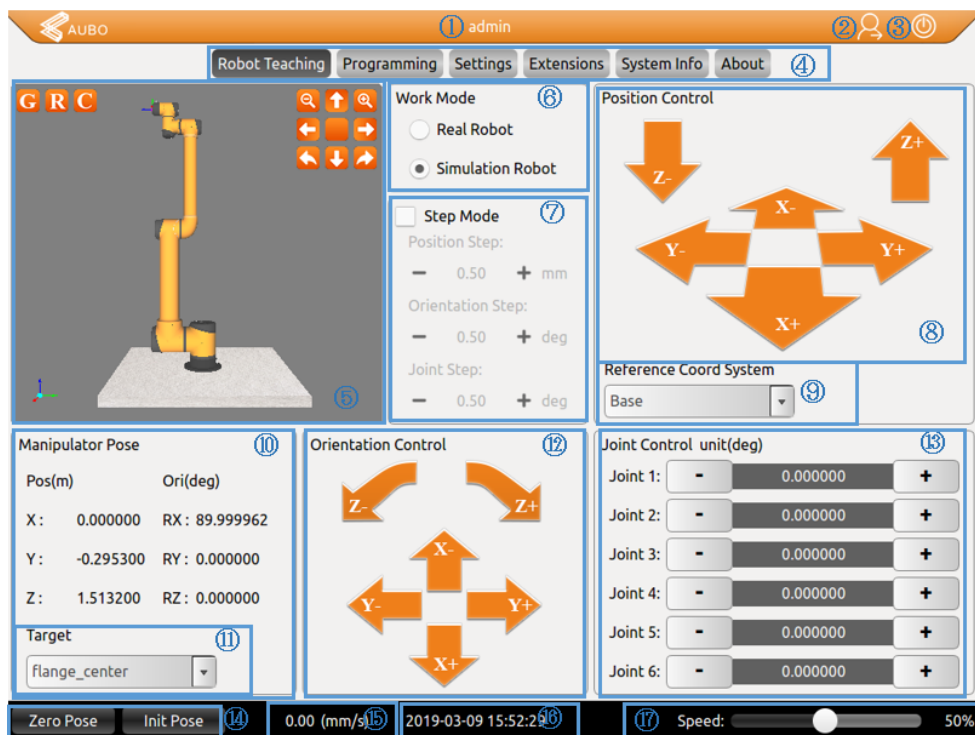 AUBO ① admin ② ③
Robot Teaching Programming Settings Extensions System Info About ④
G R C
⑤
Work Mode ⑥
Real Robot
Simulation Robot
Step Mode ⑦
Position Step:
− 0.50 + mm
Orientation Step:
− 0.50 + deg
Joint Step:
− 0.50 + deg
Position Control
Z- Z+
X-
Y- Y+
X+
⑧
Reference Coord System
Base ⑨
Manipulator Pose ⑩
Pos(m) Ori(deg)
X : 0.000000 RX : 89.999962
Y : -0.295300 RY : 0.000000
Z : 1.513200 RZ : 0.000000
Target ⑪
flange_center
Orientation Control ⑫
Z- Z+
X-
Y- Y+
X+
Joint Control unit(deg) ⑬
Joint 1: - 0.000000 +
Joint 2: - 0.000000 +
Joint 3: - 0.000000 +
Joint 4: - 0.000000 +
Joint 5: - 0.000000 +
Joint 6: - 0.000000 +
Zero Pose Init Pose ⑭ 0.00 (mm/s) ⑮ 2019-03-09 15:52:29 ⑯ ⑰ Speed: 50%